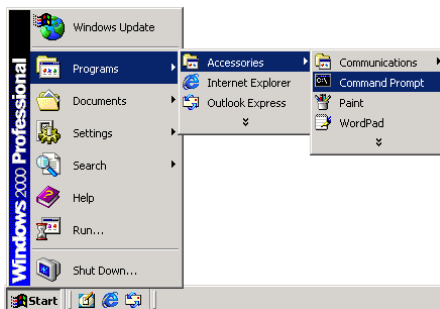 Windows 2000 Professional
Windows Update
Programs
Documents
Settings
Search
Help
Run...
Shut Down...
Accessories
Internet Explorer
Outlook Express
Communications
Command Prompt
Paint
WordPad
Start